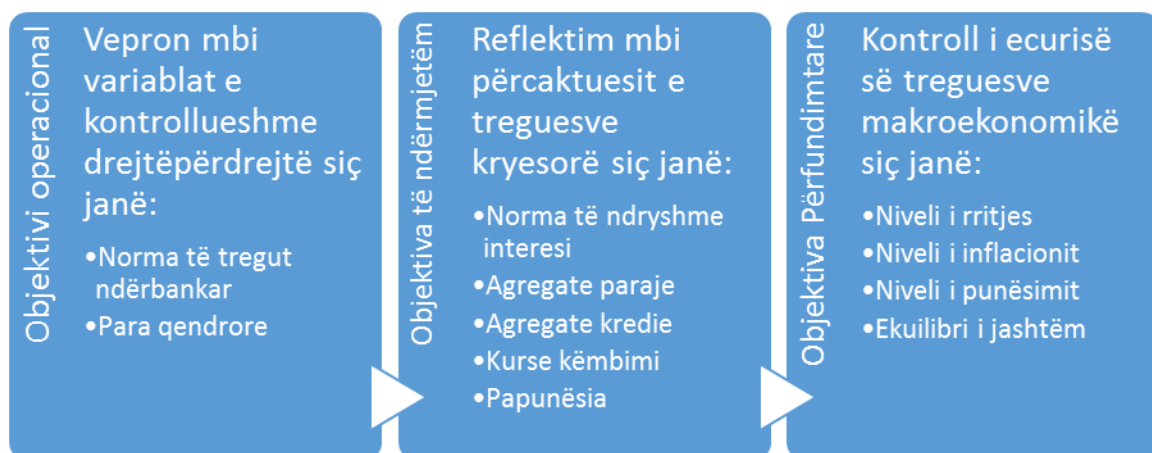 Objektivi operacional
Vepron mbi
variablat e
kontrollueshme
drejtëpërdrejtë siç
janë:
•Norma të tregut
ndërbankar
•Para qendrore
Objektiva të ndërmjetëm
Reflektim mbi
përcaktuesit e
treguesve
kryesorë siç janë:
•Norma të ndryshme
interesi
•Agregate paraje
•Agregate kredie
•Kurse këmbimi
•Papunësia
Objektiva Përfundimtare
Kontroll i ecurisë
së treguesve
makroekonomikë
siç janë:
•Niveli i rritjes
•Niveli i inflacionit
•Niveli i punësimit
•Ekuilibri i jashtëm